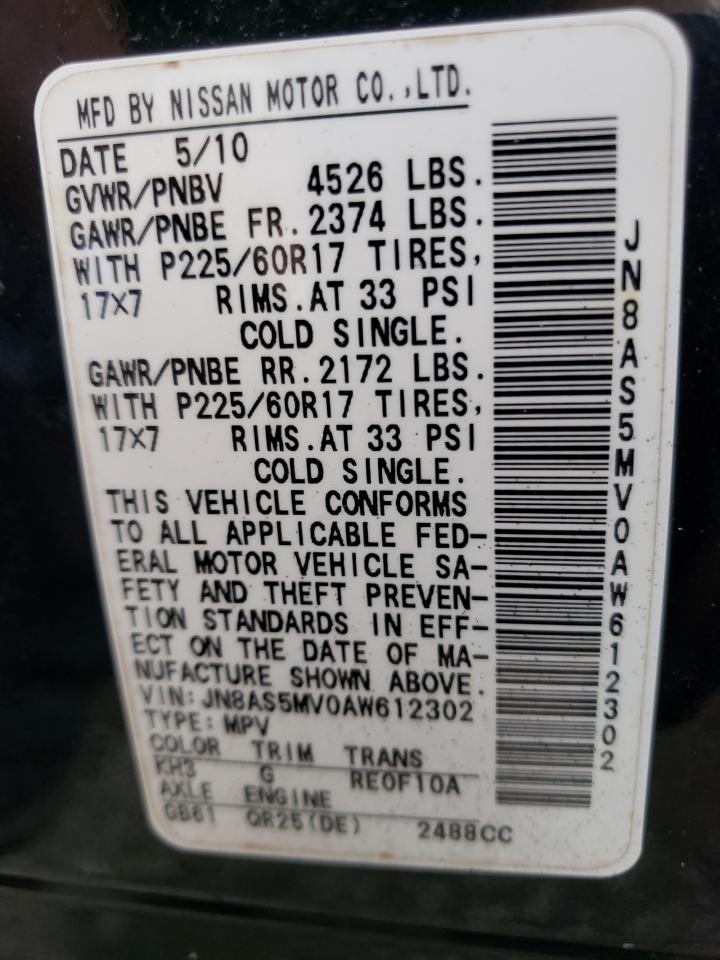 MFD BY NISSAN MOTOR CO.,LTD.
DATE 5/10
GVWR/PNBV 4526 LBS.
GAWR/PNBE FR.2374 LBS.
WITH P225/60R17 TIRES,
17X7 RIMS.AT 33 PSI
COLD SINGLE.
GAWR/PNBE RR.2172 LBS.
WITH P225/60R17 TIRES,
17X7 RIMS.AT 33 PSI
COLD SINGLE.
THIS VEHICLE CONFORMS
TO ALL APPLICABLE FED-
ERAL MOTOR VEHICLE SA-
FETY AND THEFT PREVEN-
TION STANDARDS IN EFF-
ECT ON THE DATE OF MA-
NUFACTURE SHOWN ABOVE.
VIN:JN8AS5MV0AW612302
TYPE:MPV
COLOR TRIM TRANS
KH3 G RE0F10A
AXLE ENGINE
GB61 QR25(DE) 2488CC
JN8AS5MV0AW612302